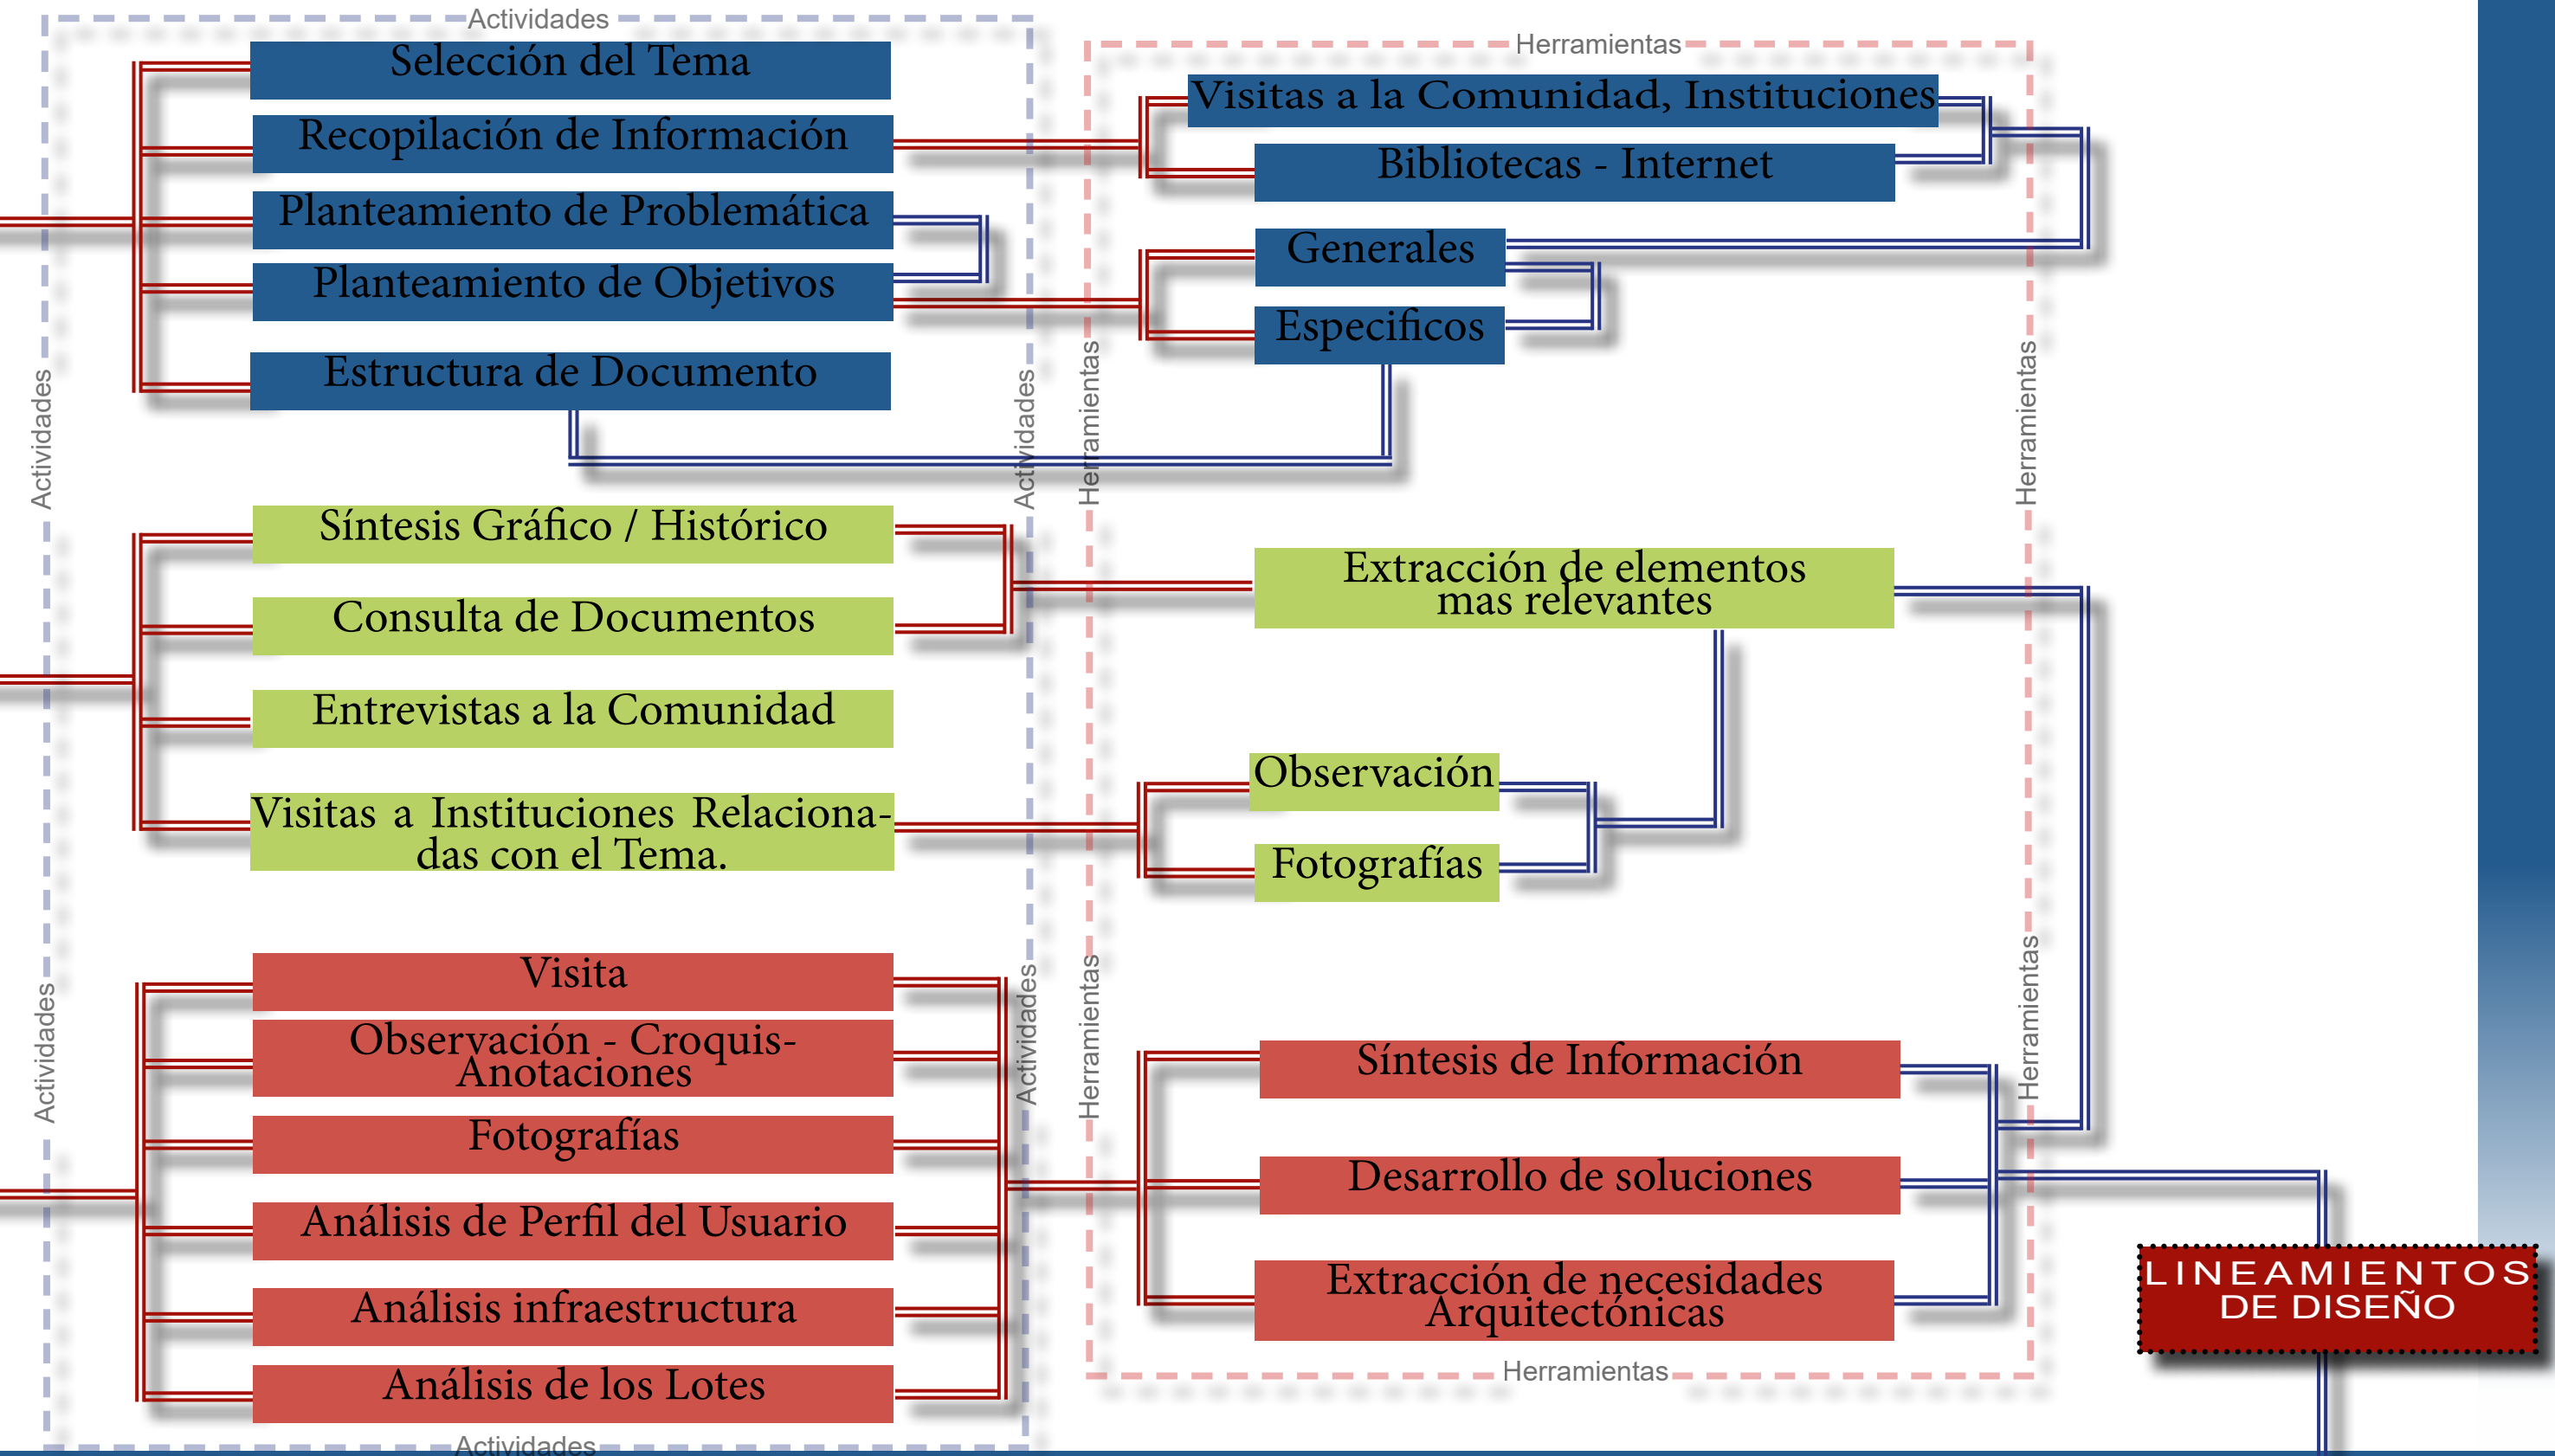 Actividades
Herramientas
Selección del Tema
Recopilación de Información
Planteamiento de Problemática
Planteamiento de Objetivos
Estructura de Documento
Visitas a la Comunidad, Instituciones
Bibliotecas - Internet
Generales
Especificos
Actividades
Actividades
Herramientas
Herramientas
Síntesis Gráfico / Histórico
Consulta de Documentos
Entrevistas a la Comunidad
Visitas a Instituciones Relaciona-
das con el Tema.
Extracción de elementos
mas relevantes
Observación
Fotografías
Actividades
Actividades
Herramientas
Herramientas
Visita
Observación - Croquis-
Anotaciones
Fotografías
Análisis de Perfil del Usuario
Análisis infraestructura
Análisis de los Lotes
Síntesis de Información
Desarrollo de soluciones
Extracción de necesidades
Arquitectónicas
LINEAMIENTOS
DE DISEÑO
Herramientas
Actividades